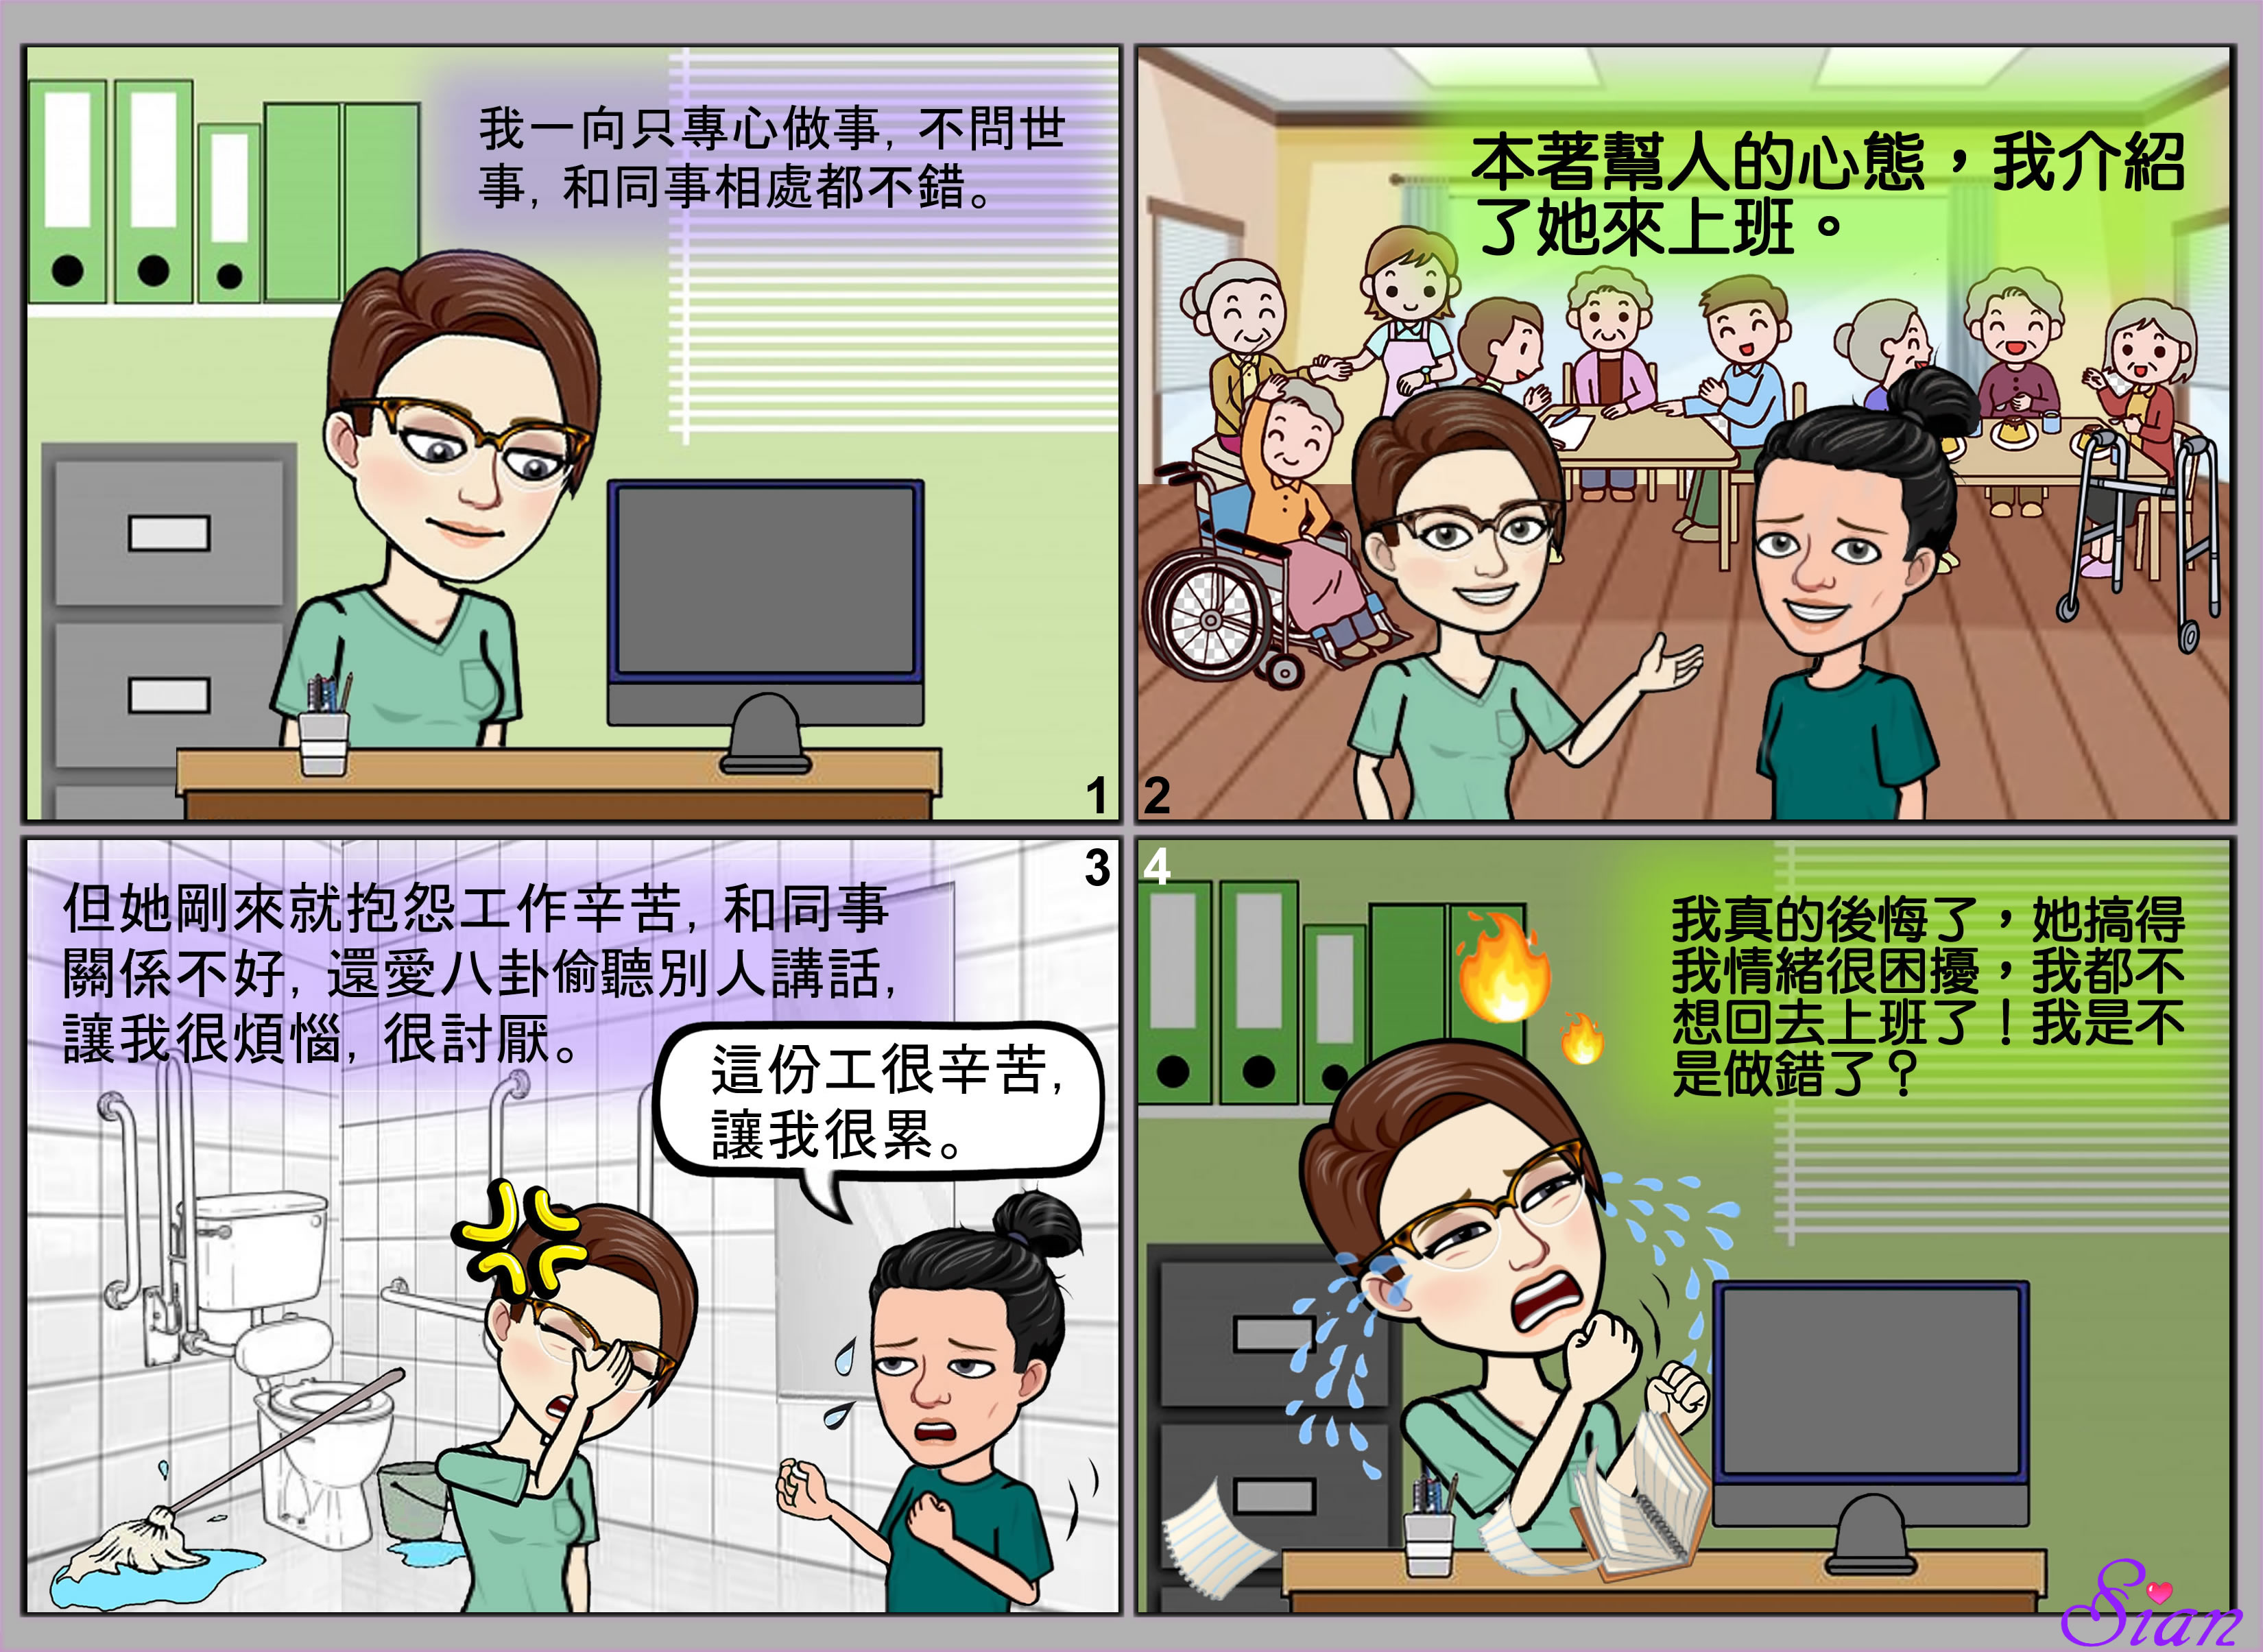 我一向只專心做事, 不問世
事, 和同事相處都不錯。
1
本著幫人的心態，我介紹
了她來上班。
2
3
但她剛來就抱怨工作辛苦, 和同事
關係不好, 還愛八卦偷聽別人講話,
讓我很煩惱, 很討厭。
這份工很辛苦,
讓我很累。
4
我真的後悔了，她搞得
我情緒很困擾，我都不
想回去上班了！我是不
是做錯了？
Sian